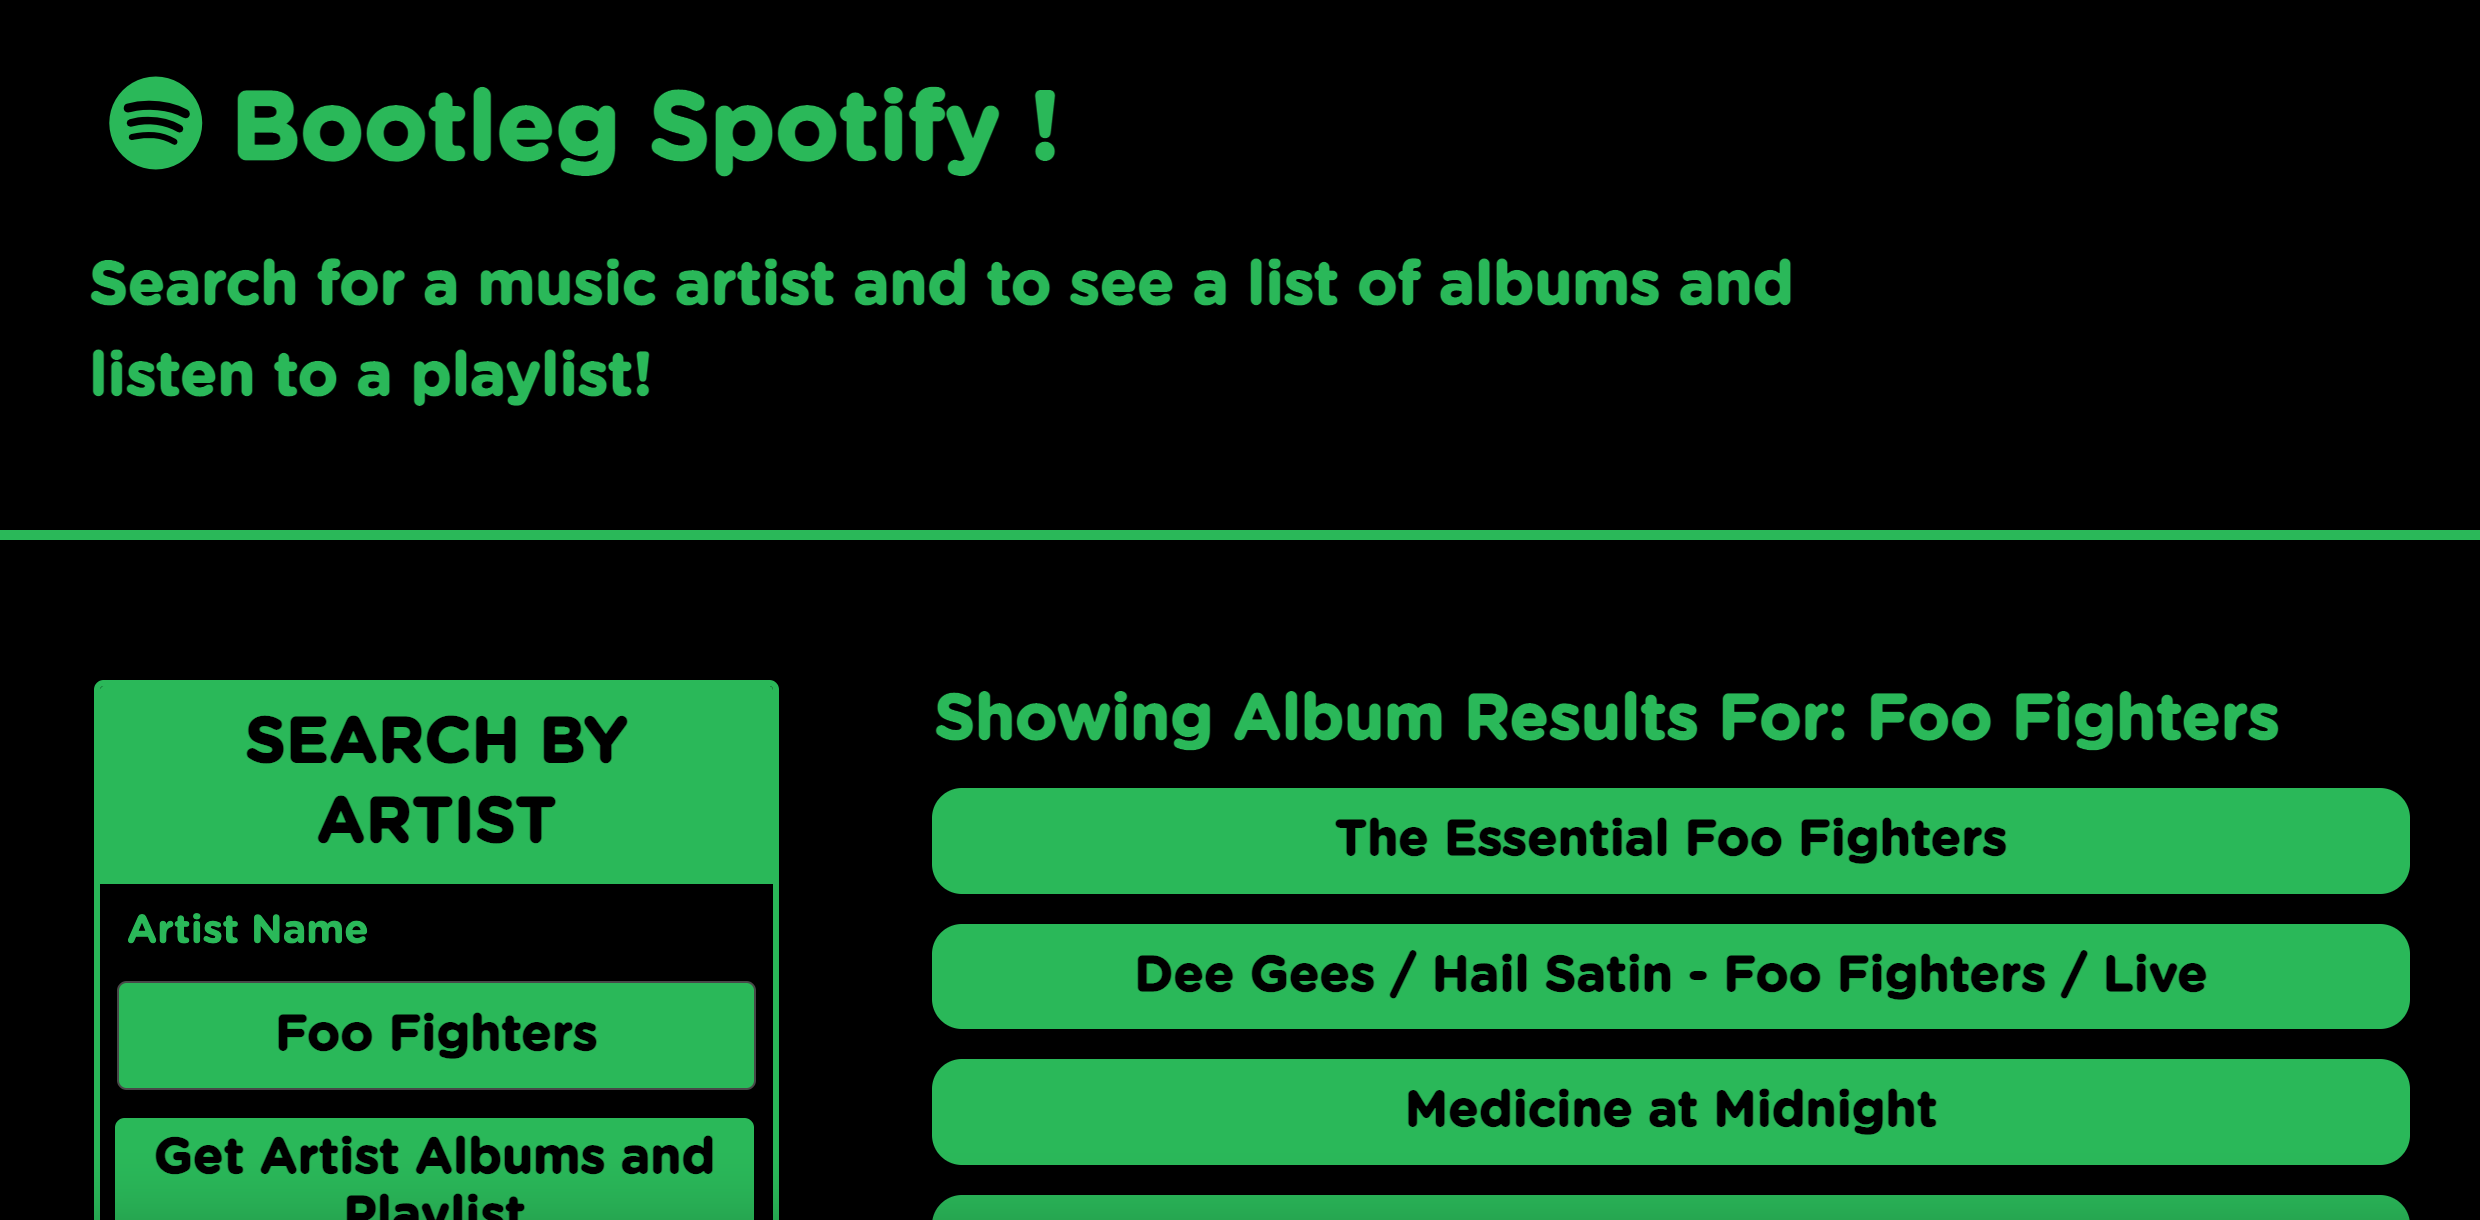 Bootleg Spotify !
Search for a music artist and to see a list of albums and
listen to a playlist!
SEARCH BY
ARTIST
Artist Name
Foo Fighters
Get Artist Albums and
Playlist
Showing Album Results For: Foo Fighters
The Essential Foo Fighters
Dee Gees / Hail Satin - Foo Fighters / Live
Medicine at Midnight